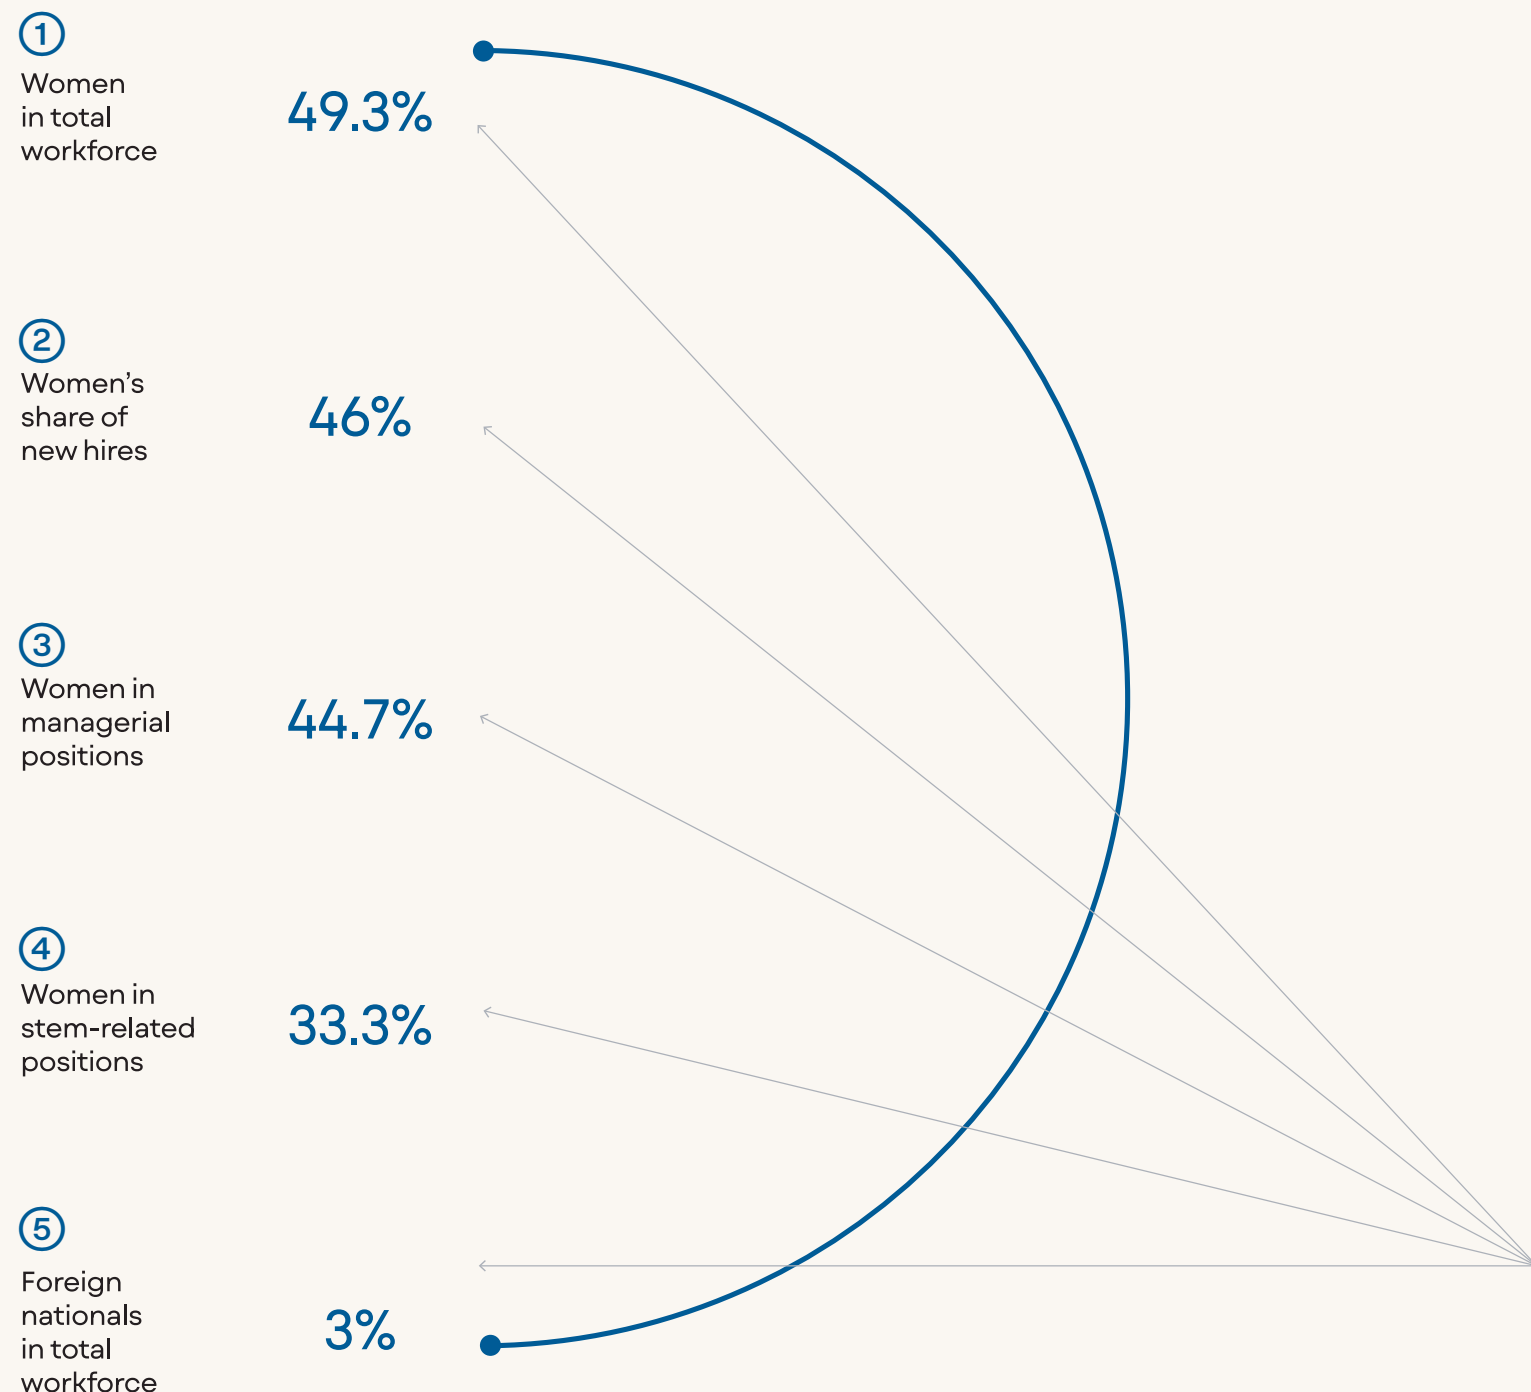 1
Women
in total
workforce
49.3%
2
Women's
share of
new hires
46%
3
Women in
managerial
positions
44.7%
4
Women in
stem-related
positions
33.3%
5
Foreign
nationals
in total
workforce
3%